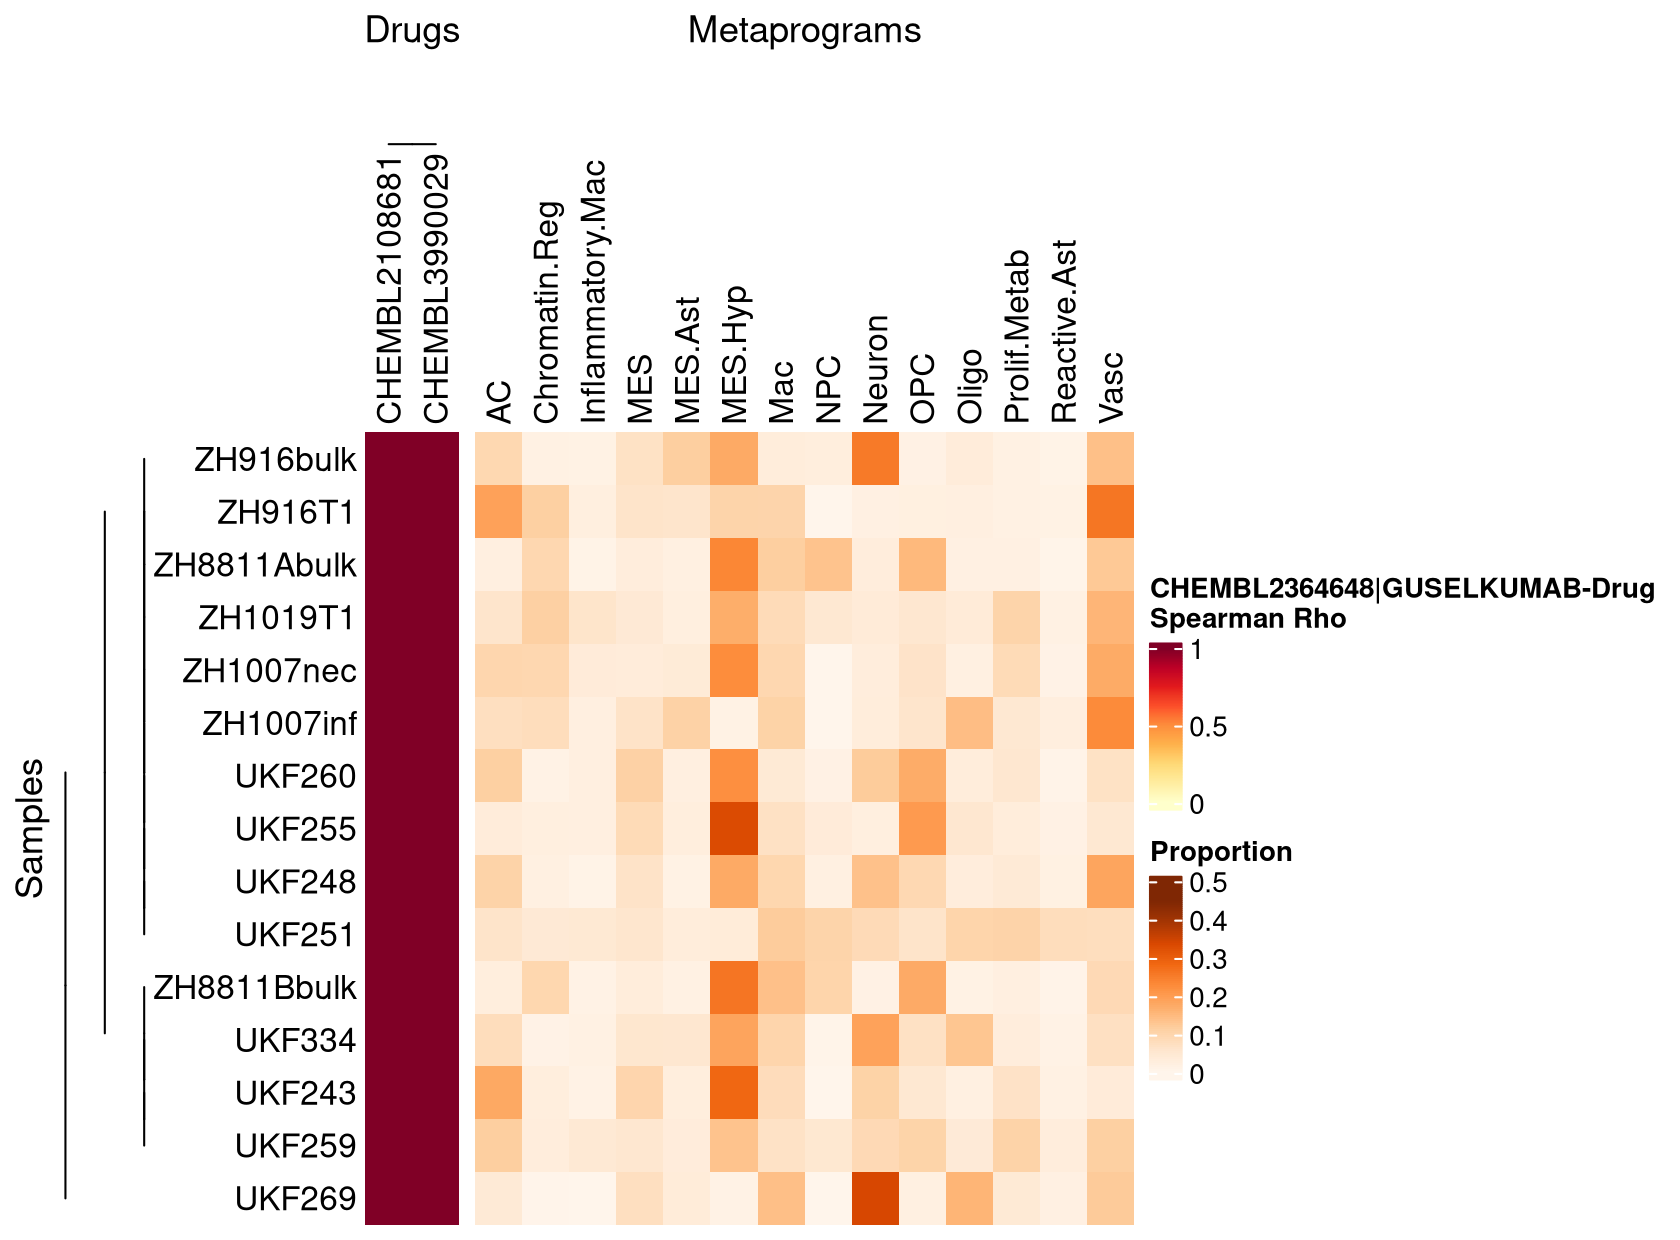 Drugs
Metaprograms
CHEMBL2108681
CHEMBL3990029
AC
Chromatin.Reg
Inflammatory.Mac
MES
MES.Ast
MES.Hyp
Mac
NPC
Neuron
OPC
Oligo
Prolif.Metab
Reactive.Ast
Vasc
Samples
ZH916bulk
ZH916T1
ZH8811Abulk
ZH1019T1
ZH1007nec
ZH1007inf
UKF260
UKF255
UKF248
UKF251
ZH8811Bbulk
UKF334
UKF243
UKF259
UKF269
CHEMBL2364648|GUSELKUMAB-Drug
Spearman Rho
1
0.5
0
Proportion
0.5
0.4
0.3
0.2
0.1
0